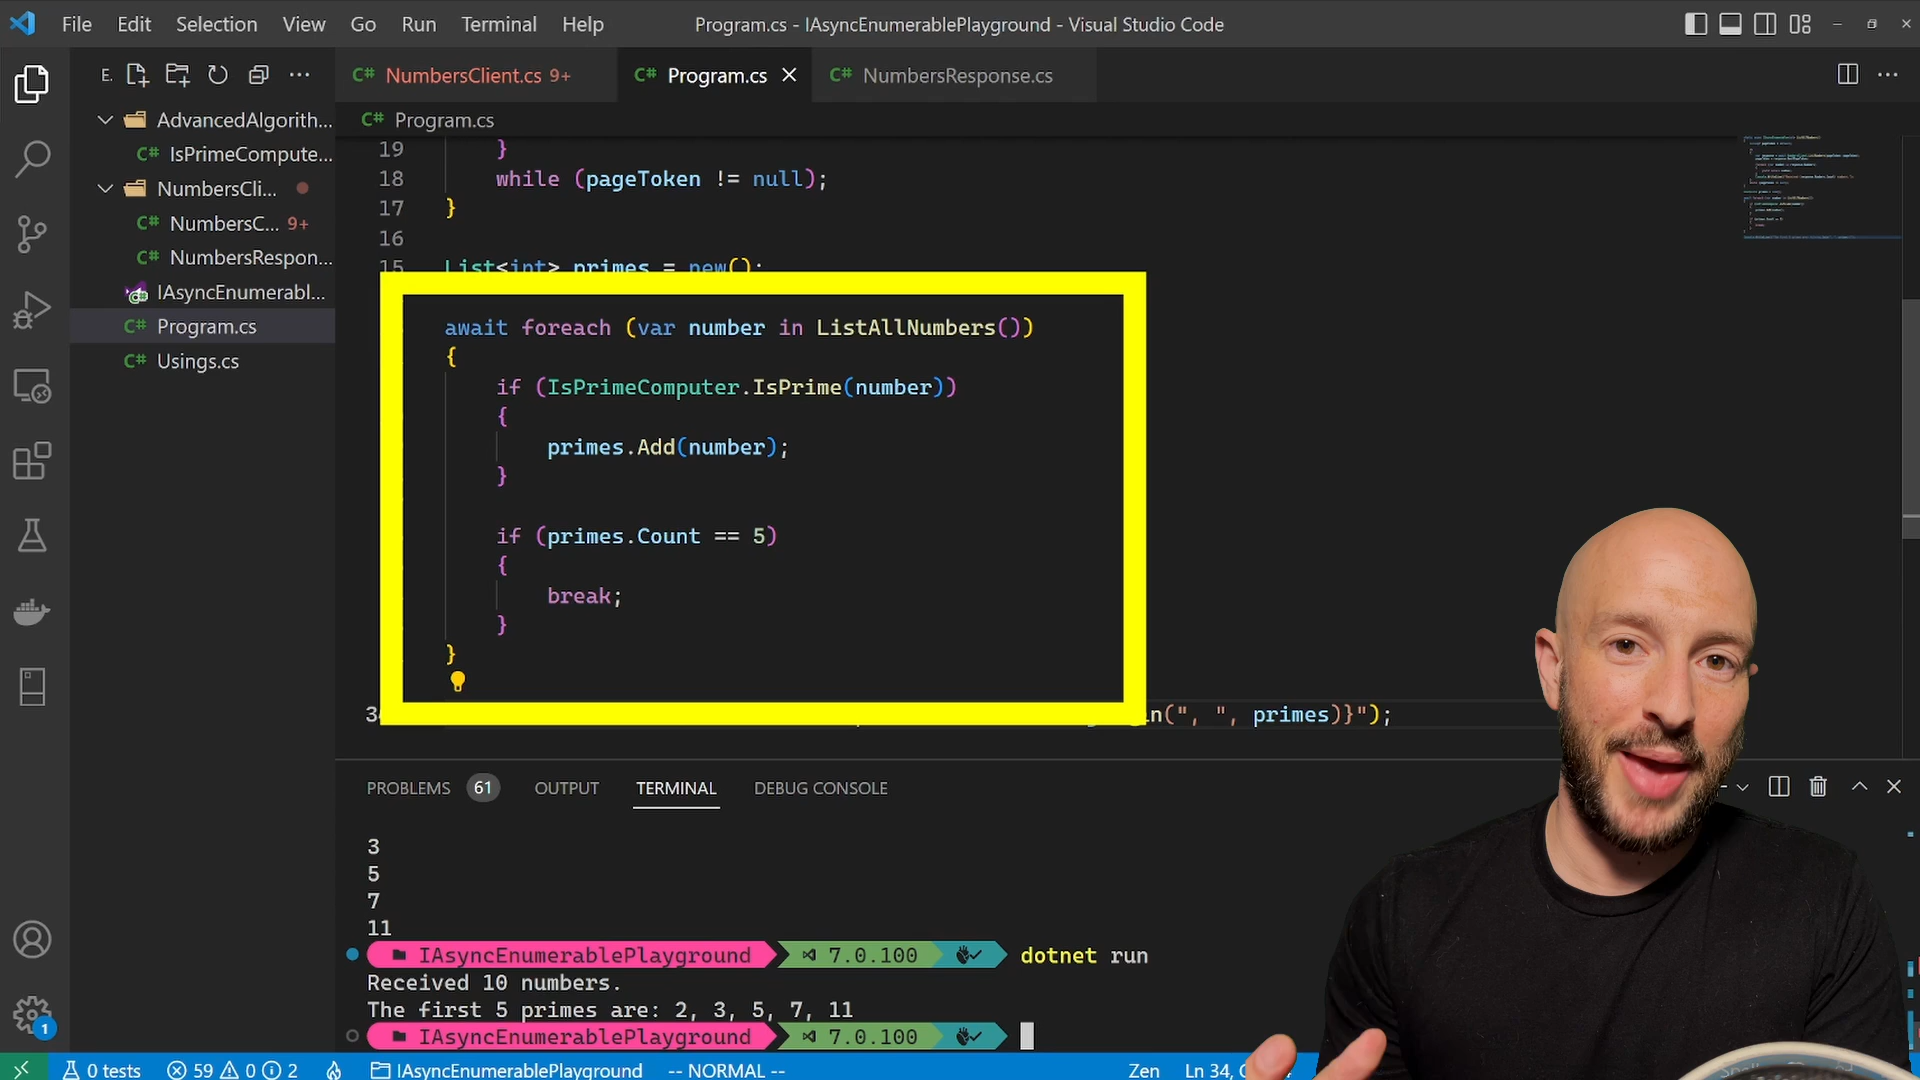 File Edit Selection View Go Run Terminal Help
Program.cs - IAsyncEnumerablePlayground - Visual Studio Code
E.
AdvancedAlgorith...
IsPrimeCompute...
NumbersCli...
NumbersC... 9+
NumbersRespon...
IAsyncEnumerabl...
Program.cs
Usings.cs
NumbersClient.cs 9+
Program.cs
NumbersResponse.cs
Program.cs
19 }
18 while (pageToken != null);
17 }
16
15 List<int> primes = new();
await foreach (var number in ListAllNumbers())
{
if (IsPrimeComputer.IsPrime(number))
{
primes.Add(number);
}
if (primes.Count == 5)
{
break;
}
}
in(", ", primes)}");
PROBLEMS 61 OUTPUT TERMINAL DEBUG CONSOLE
3
5
7
11
IAsyncEnumerablePlayground 7.0.100 dotnet run
Received 10 numbers.
The first 5 primes are: 2, 3, 5, 7, 11
IAsyncEnumerablePlayground 7.0.100
1
0 tests 59 0 2 IAsyncEnumerablePlayground -- NORMAL -- Zen Ln 34,